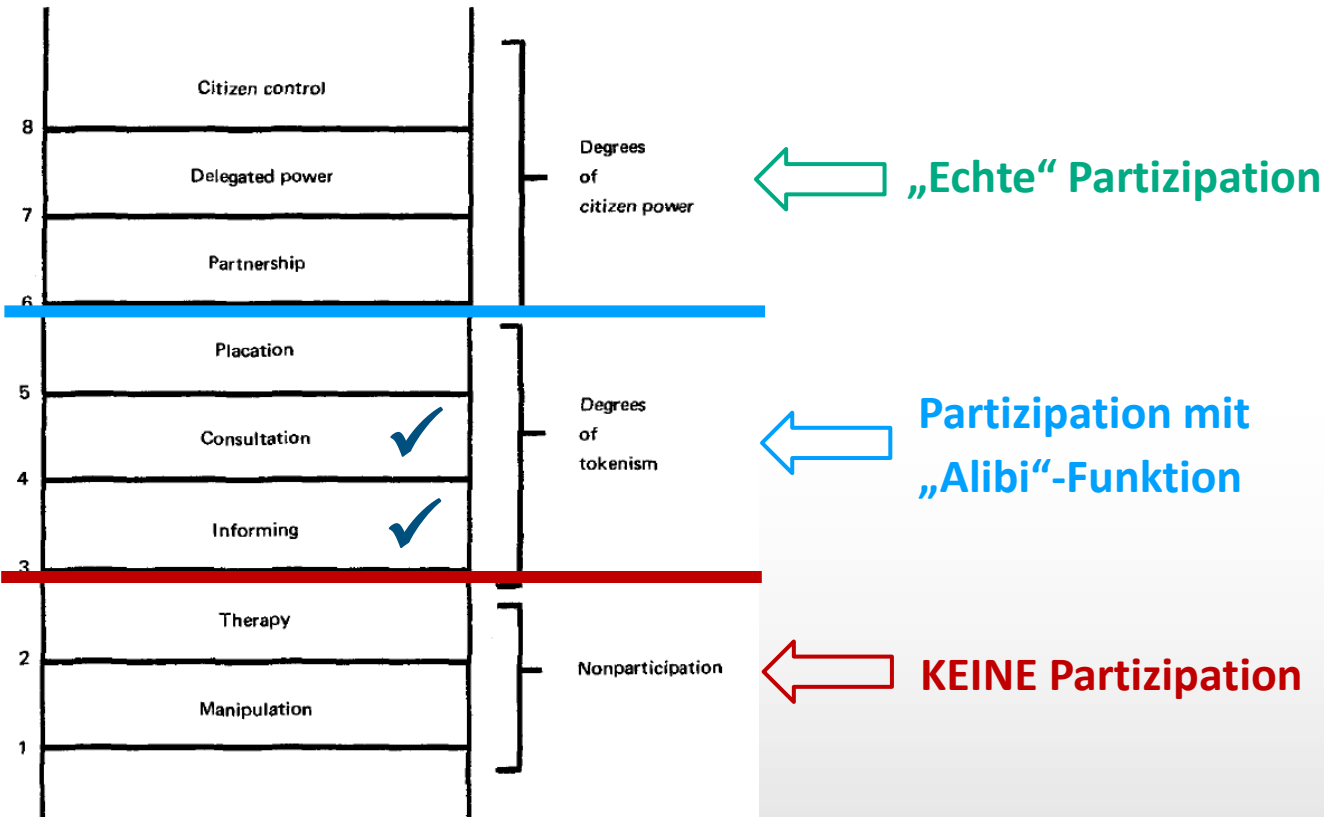 Citizen control
8
Delegated power
7
Partnership
6
Placation
5
Consultation
4
Informing
3
Therapy
2
Manipulation
1
Degrees
of
citizen power
Degrees
of
tokenism
Nonparticipation
„Echte“ Partizipation
Partizipation mit
„Alibi“-Funktion
KEINE Partizipation